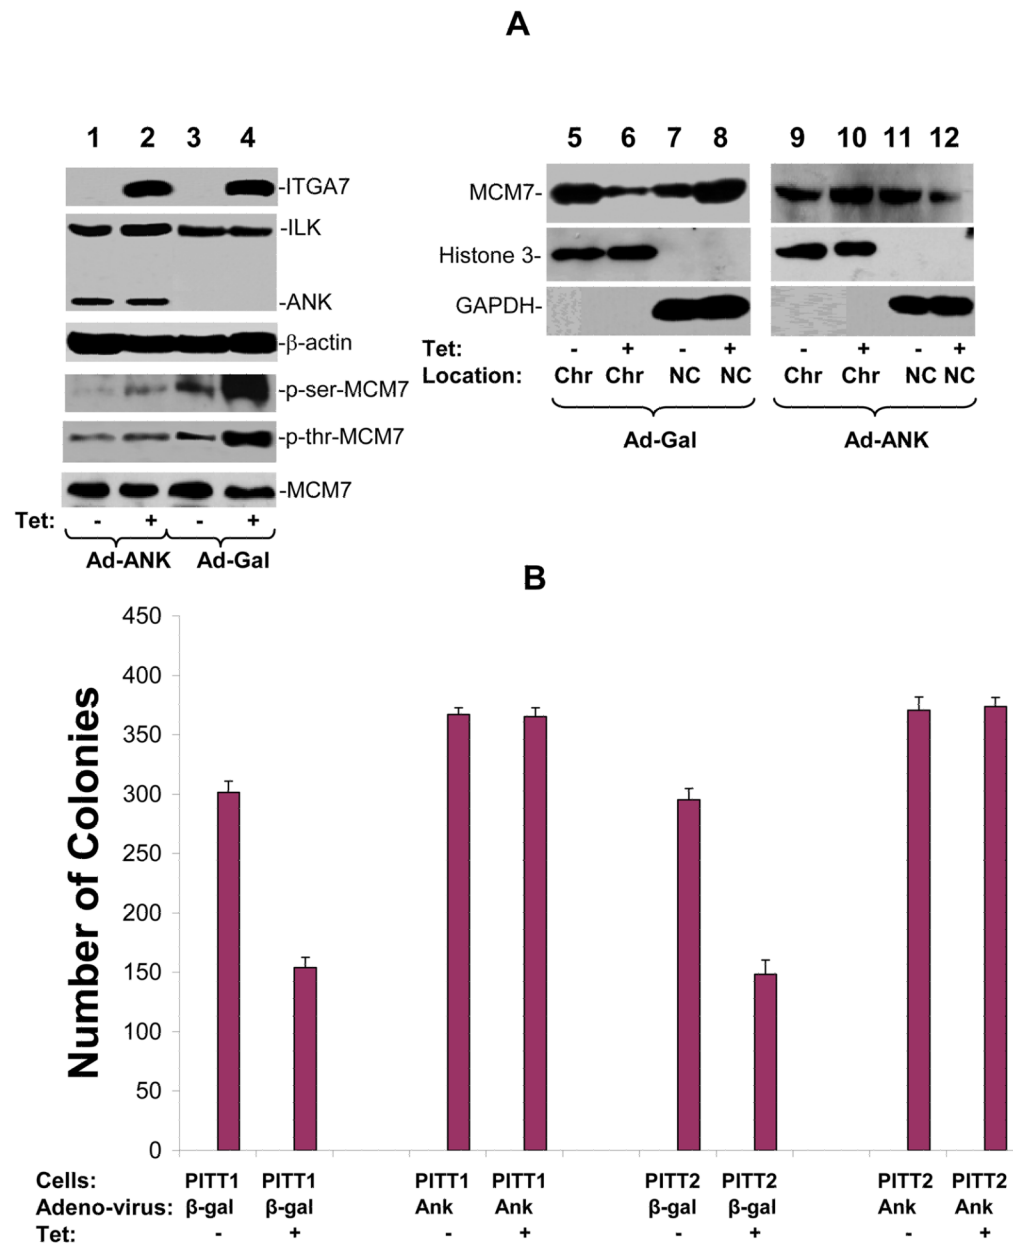 A
1 2 3 4
-ITGA7
-ILK
-ANK
-β-actin
-p-ser-MCM7
-p-thr-MCM7
-MCM7
Tet: - + - +
Ad-ANK Ad-Gal
5 6 7 8 9 10 11 12
MCM7-
Histone 3-
GAPDH-
Tet: - + - + - + - +
Location: Chr Chr NC NC Chr Chr NC NC
Ad-Gal Ad-ANK
B
Number of Colonies
450
400
350
300
250
200
150
100
50
0
Cells: PITT1 PITT1 PITT1 PITT1 PITT2 PITT2 PITT2 PITT2
Adeno-virus: β-gal β-gal Ank Ank β-gal β-gal Ank Ank
Tet: - + - + - + - +